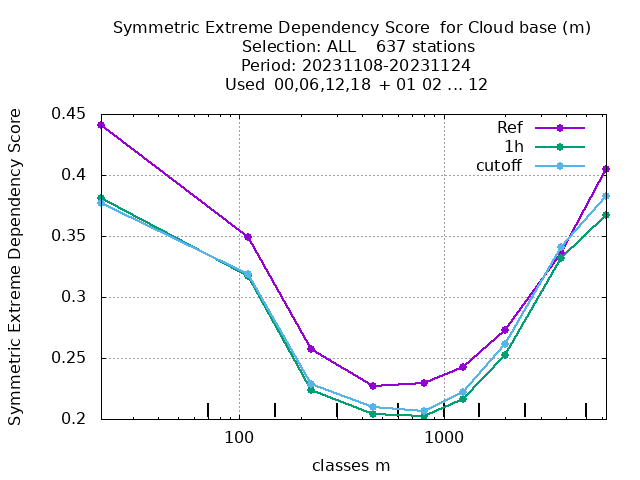 Symmetric Extreme Dependency Score  for Cloud base (m)
Selection: ALL    637 stations
Period: 20231108-20231124
Used  00,06,12,18  + 01 02 ... 12
Symmetric Extreme Dependency Score
0.45
0.4
0.35
0.3
0.25
0.2
Ref
1h
cutoff
100
1000
classes m